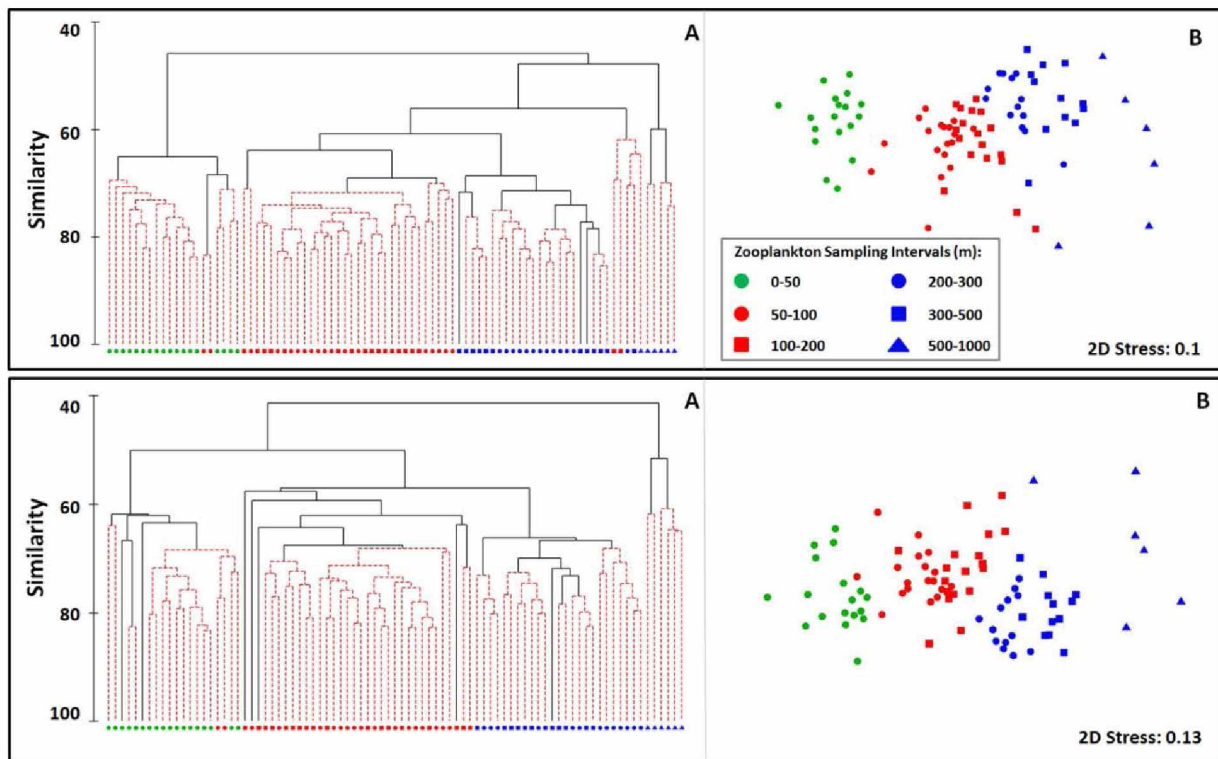 40
60
80
100
Similarity
A
B
Zooplankton Sampling Intervals (m):
0-50
200-300
50-100
300-500
100-200
500-1000
2D Stress: 0.1
40
60
80
100
Similarity
A
B
2D Stress: 0.13